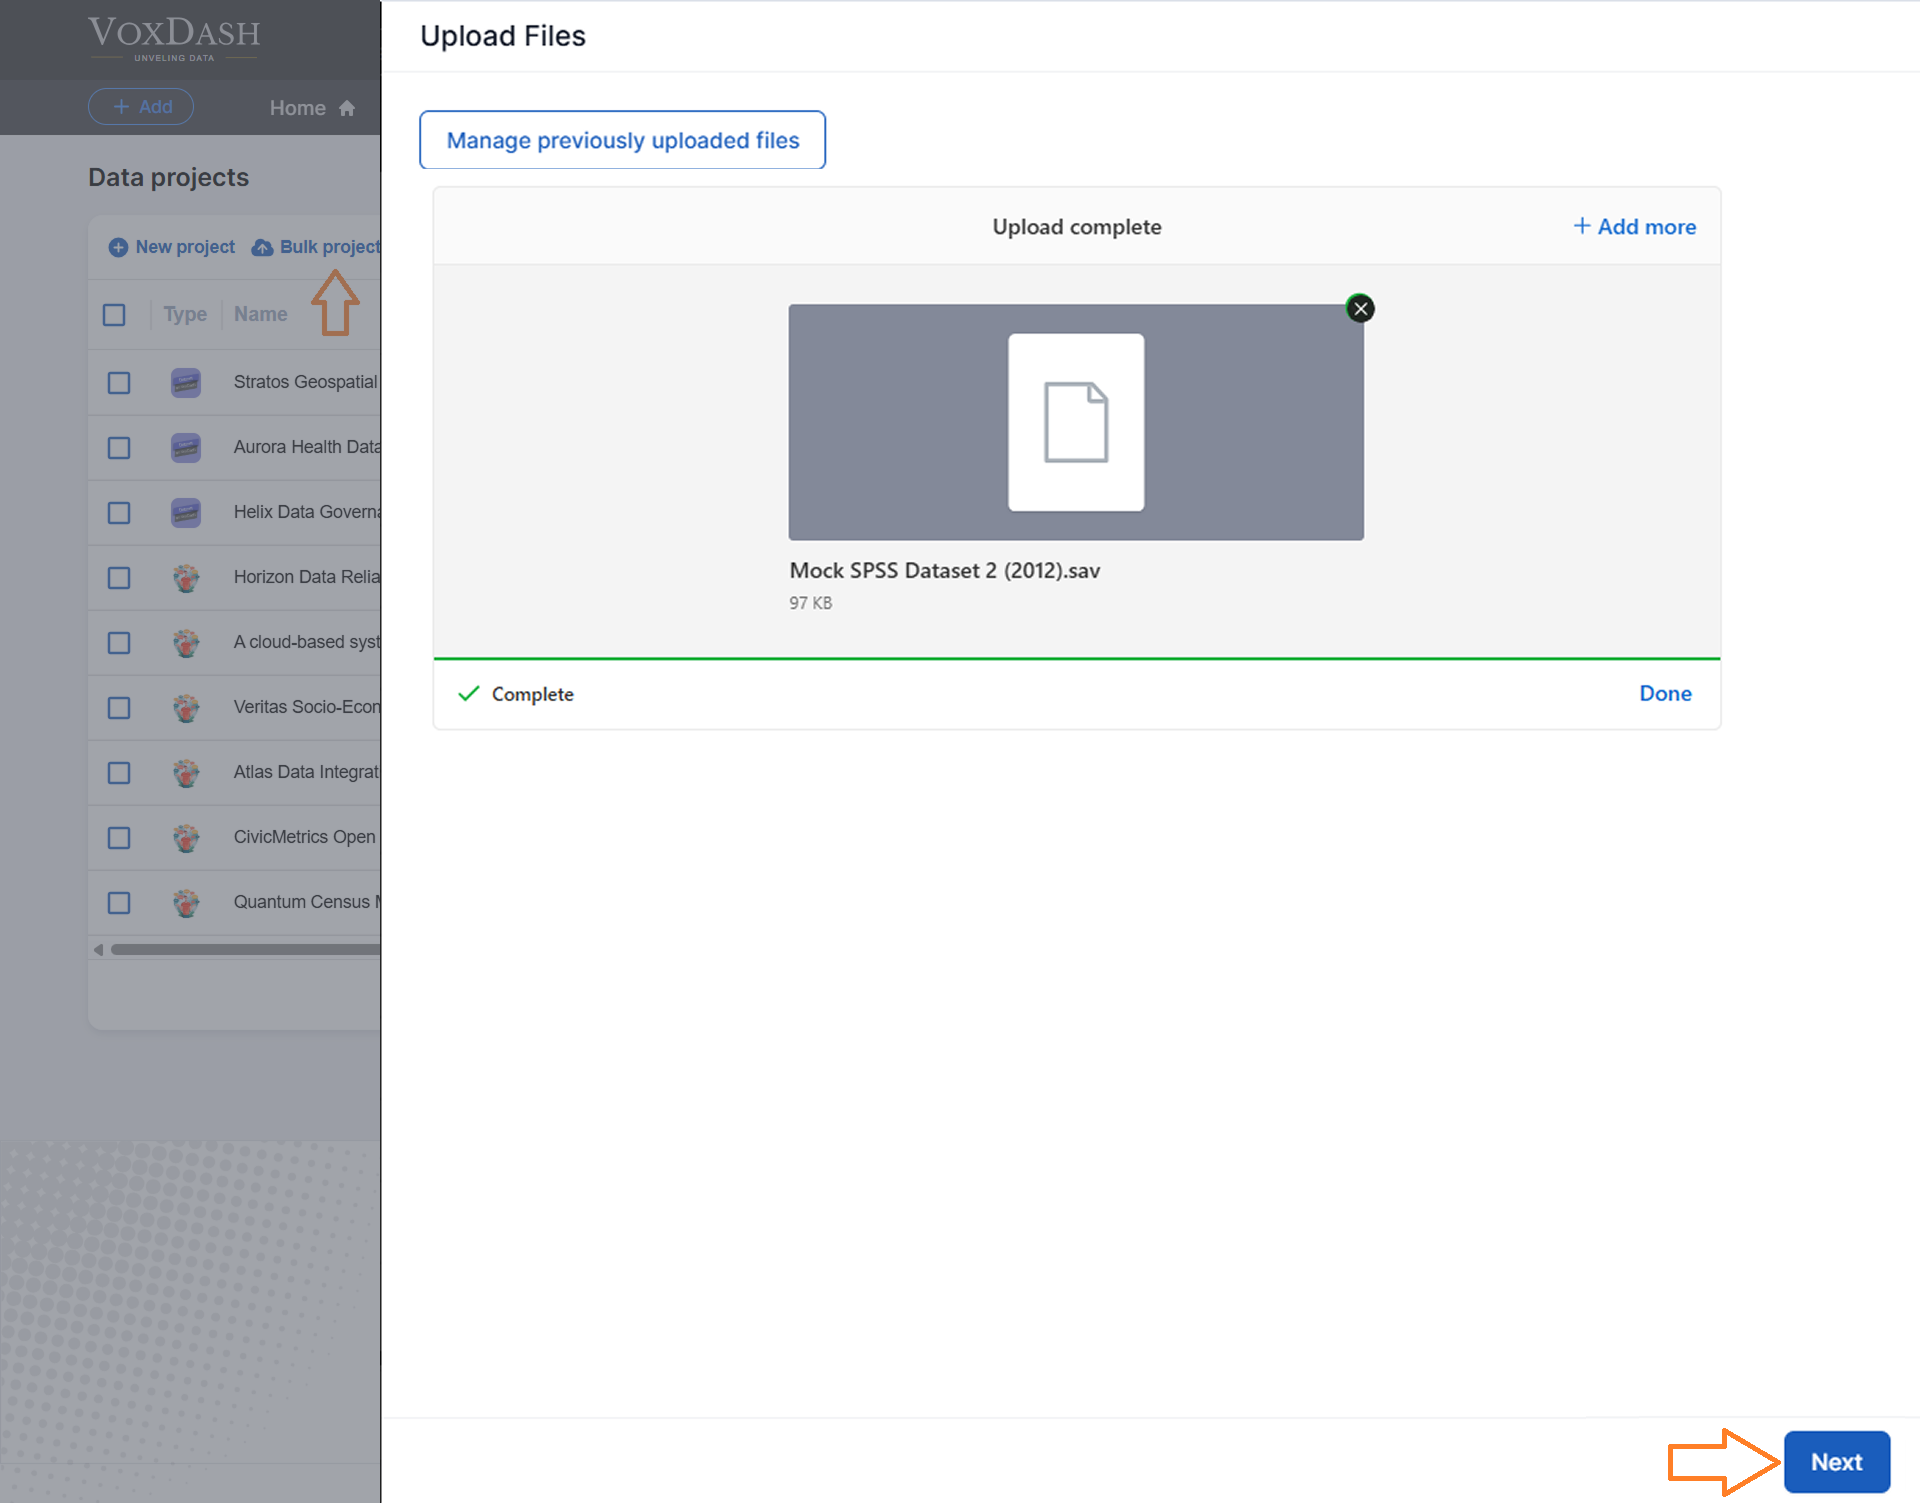 VOXDASH
UNVELING DATA
+ Add
Home
Data projects
New project
Bulk project
Type
Name
Stratos Geospatial
Aurora Health Data
Helix Data Governa
Horizon Data Relia
A cloud-based syst
Veritas Socio-Econ
Atlas Data Integrat
CivicMetrics Open
Quantum Census
Upload Files
Manage previously uploaded files
Upload complete
+ Add more
Mock SPSS Dataset 2 (2012).sav
97 KB
Complete
Done
Next